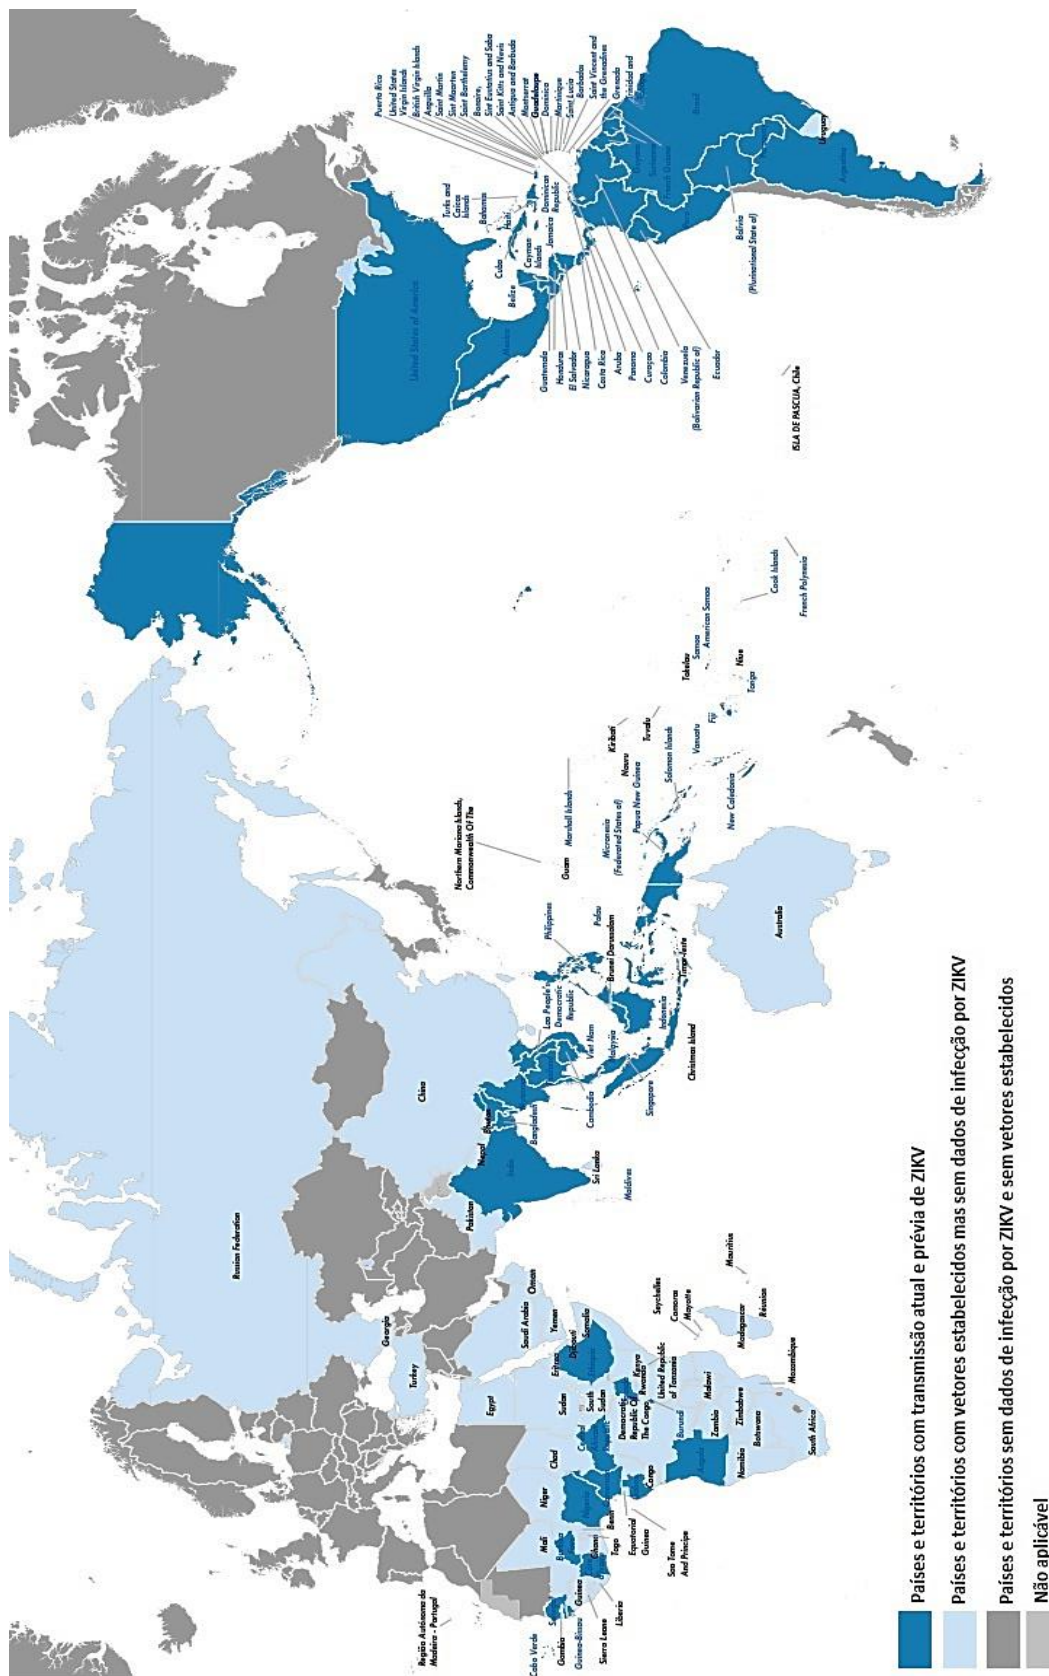 Puerto Rico
United States
Virgin Islands
British Virgin Islands
Anguilla
Saint Martin
Sint Maarten
Saint Barthelemy
Bonaire,
Sint Eustatius and Saba
Saint Kitts and Nevis
Antigua and Barbuda
Montserrat
Guadeloupe
Dominica
Martinique
Saint Lucia
Barbados
Saint Vincent and
the Grenadines
Grenada
Trinidad and
Turks and
Caicos
Islands
Bahamas
Haiti
Dominican
Republic
Cuba
Cayman
Islands
Jamaica
Belize
United States of America
Mexico
Guatemala
Honduras
El Salvador
Nicaragua
Costa Rica
Aruba
Panama
Curaçao
Colombia
Venezuela
(Bolivarian Republic of)
Ecuador
Guyana
Suriname
French Guiana
Brazil
Bolivia
(Plurinational State of)
Uruguay
Argentina
ISLA DE PASCUA, Chile
Russian Federation
Georgia
Turkey
China
Pakistan
Nepal
Bhutan
India
Bangladesh
Sri Lanka
Maldives
Lao People's
Democratic
Republic
Viet Nam
Cambodia
Malaysia
Singapore
Indonesia
Philippines
Brunei Darussalam
Palau
Timor-Leste
Christmas Island
Australia
Northern Mariana Islands,
Commonwealth Of The
Guam
Marshall Islands
Micronesia
(Federated States of)
Papua New Guinea
Solomon Islands
Nauru
Kiribati
Tuvalu
Tokelau
Samoa
American Samoa
Vanuatu
Fiji
Tonga
Niue
New Caledonia
Cook Islands
French Polynesia
Região Autônoma da
Madeira - Portugal
Egypt
Saudi Arabia
Oman
Yemen
Eritrea
Djibouti
Somalia
Ethiopia
Sudan
South
Sudan
Chad
Niger
Mali
Nigeria
Benin
Ghana
Togo
Equatorial
Guinea
Sao Tome
And Principe
Cabo Verde
Gambia
Guinea-Bissau
Guinea
Sierra Leone
Liberia
Central
African
Republic
Democratic
Republic Of
The Congo
Congo
Kenya
Rwanda
United Republic
of Tanzania
Burundi
Angola
Zambia
Malawi
Zimbabwe
Botswana
Namibia
South Africa
Mozambique
Madagascar
Réunion
Mauritius
Seychelles
Comoros
Mayotte
Países e territórios com transmissão atual e prévia de ZIKV
Países e territórios com vetores estabelecidos mas sem dados de infecção por ZIKV
Países e territórios sem dados de infecção por ZIKV e sem vetores estabelecidos
Não aplicável